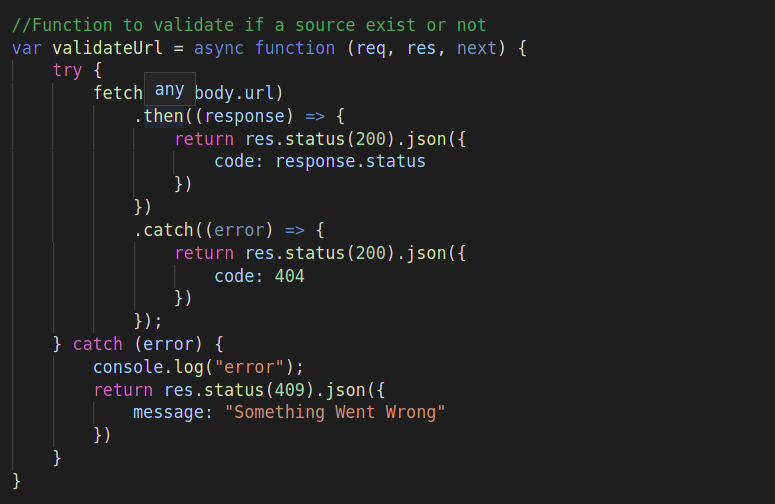 //Function to validate if a source exist or not
var validateUrl = async function (req, res, next) {
try {
fetch any body.url)
.then((response) => {
return res.status(200).json({
code: response.status
})
})
.catch((error) => {
return res.status(200).json({
code: 404
})
});
} catch (error) {
console.log("error");
return res.status(409).json({
message: "Something Went Wrong"
})
}
}